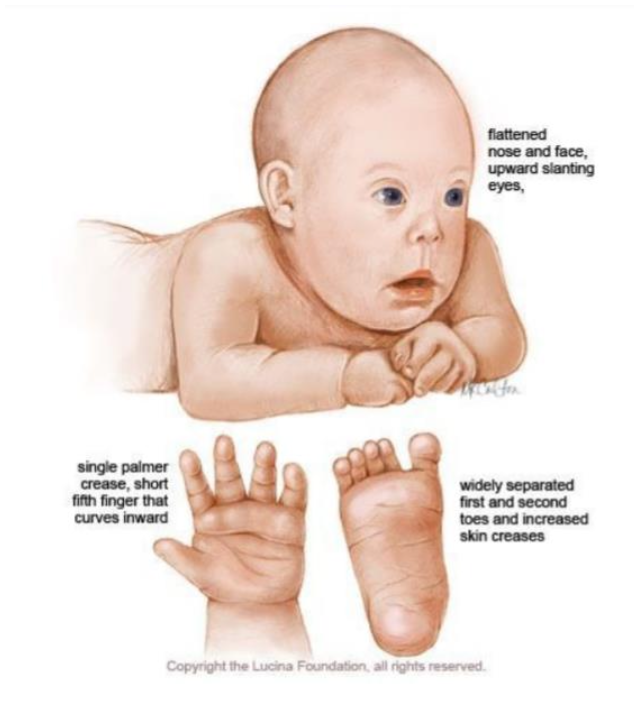 flattened
nose and face,
upward slanting
eyes,
single palmer
crease, short
fifth finger that
curves inward
widely separated
first and second
toes and increased
skin creases
Copyright the Lucina Foundation, all rights reserved.